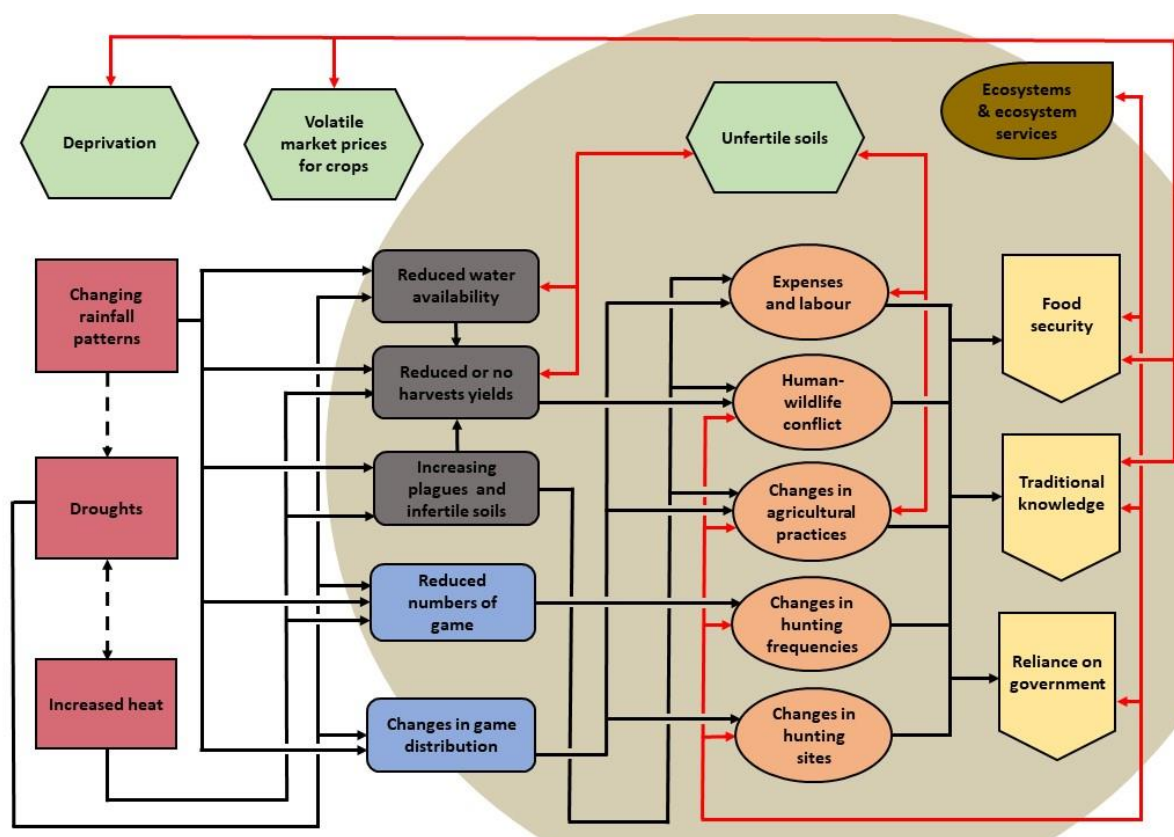 Deprivation
Volatile
market prices
for crops
Unfertile soils
Ecosystems
& ecosystem
services
Changing
rainfall
patterns
Droughts
Increased heat
Reduced water
availability
Reduced or no
harvests yields
Increasing
plagues and
infertile soils
Reduced
numbers of
game
Changes in game
distribution
Expenses
and labour
Human-
wildlife
conflict
Changes in
agricultural
practices
Changes in
hunting
frequencies
Changes in
hunting
sites
Food
security
Traditional
knowledge
Reliance on
government